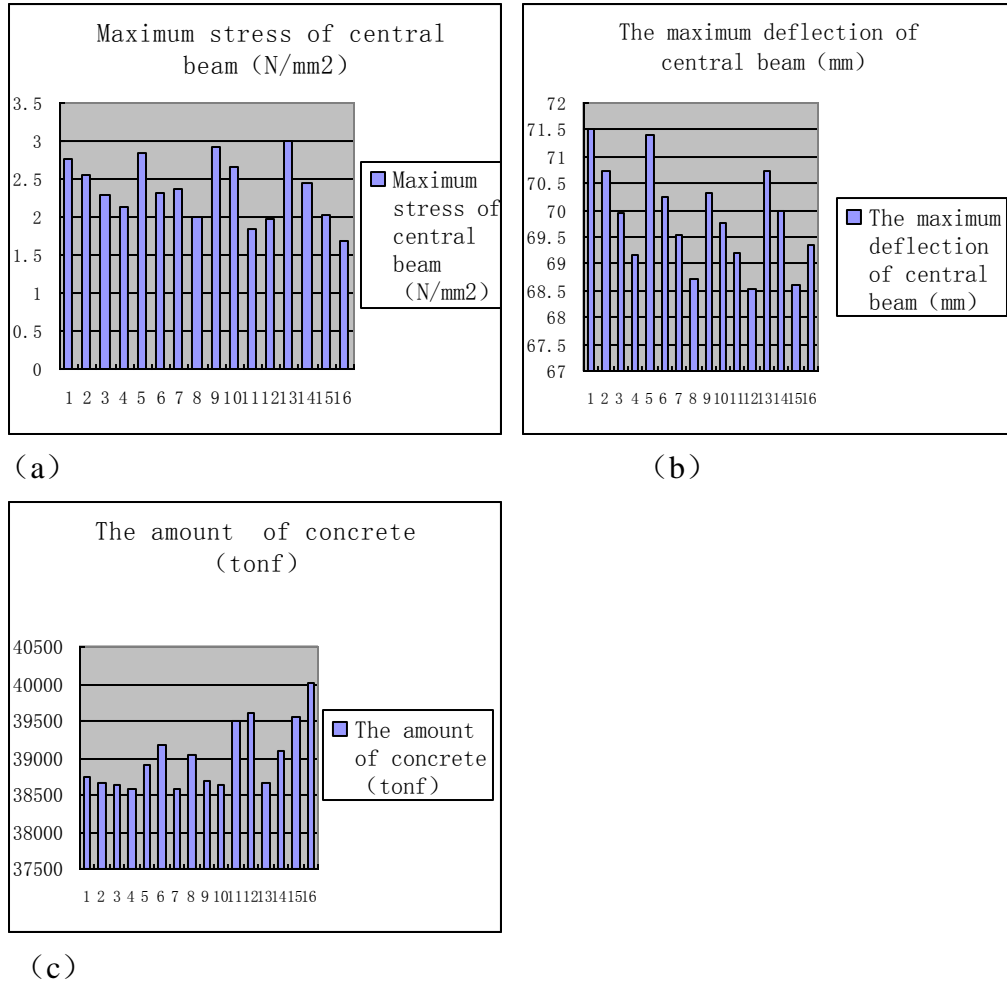 Maximum stress of central
beam（N/mm2）
3.5
3
2.5
2
1.5
1
0.5
0
1 2 3 4 5 6 7 8 9 10 11 12 13 14 15 16
Maximum
stress of
central
beam
（N/mm2）
（a）
The maximum deflection of
central beam（mm）
72
71.5
71
70.5
70
69.5
69
68.5
68
67.5
67
1 2 3 4 5 6 7 8 9 10 11 12 13 14 15 16
The maximum
deflection
of central
beam（mm）
（b）
The amount of concrete
（tonf）
40500
40000
39500
39000
38500
38000
37500
1 2 3 4 5 6 7 8 9 10 11 12 13 14 15 16
The amount
of concrete
（tonf）
（c）